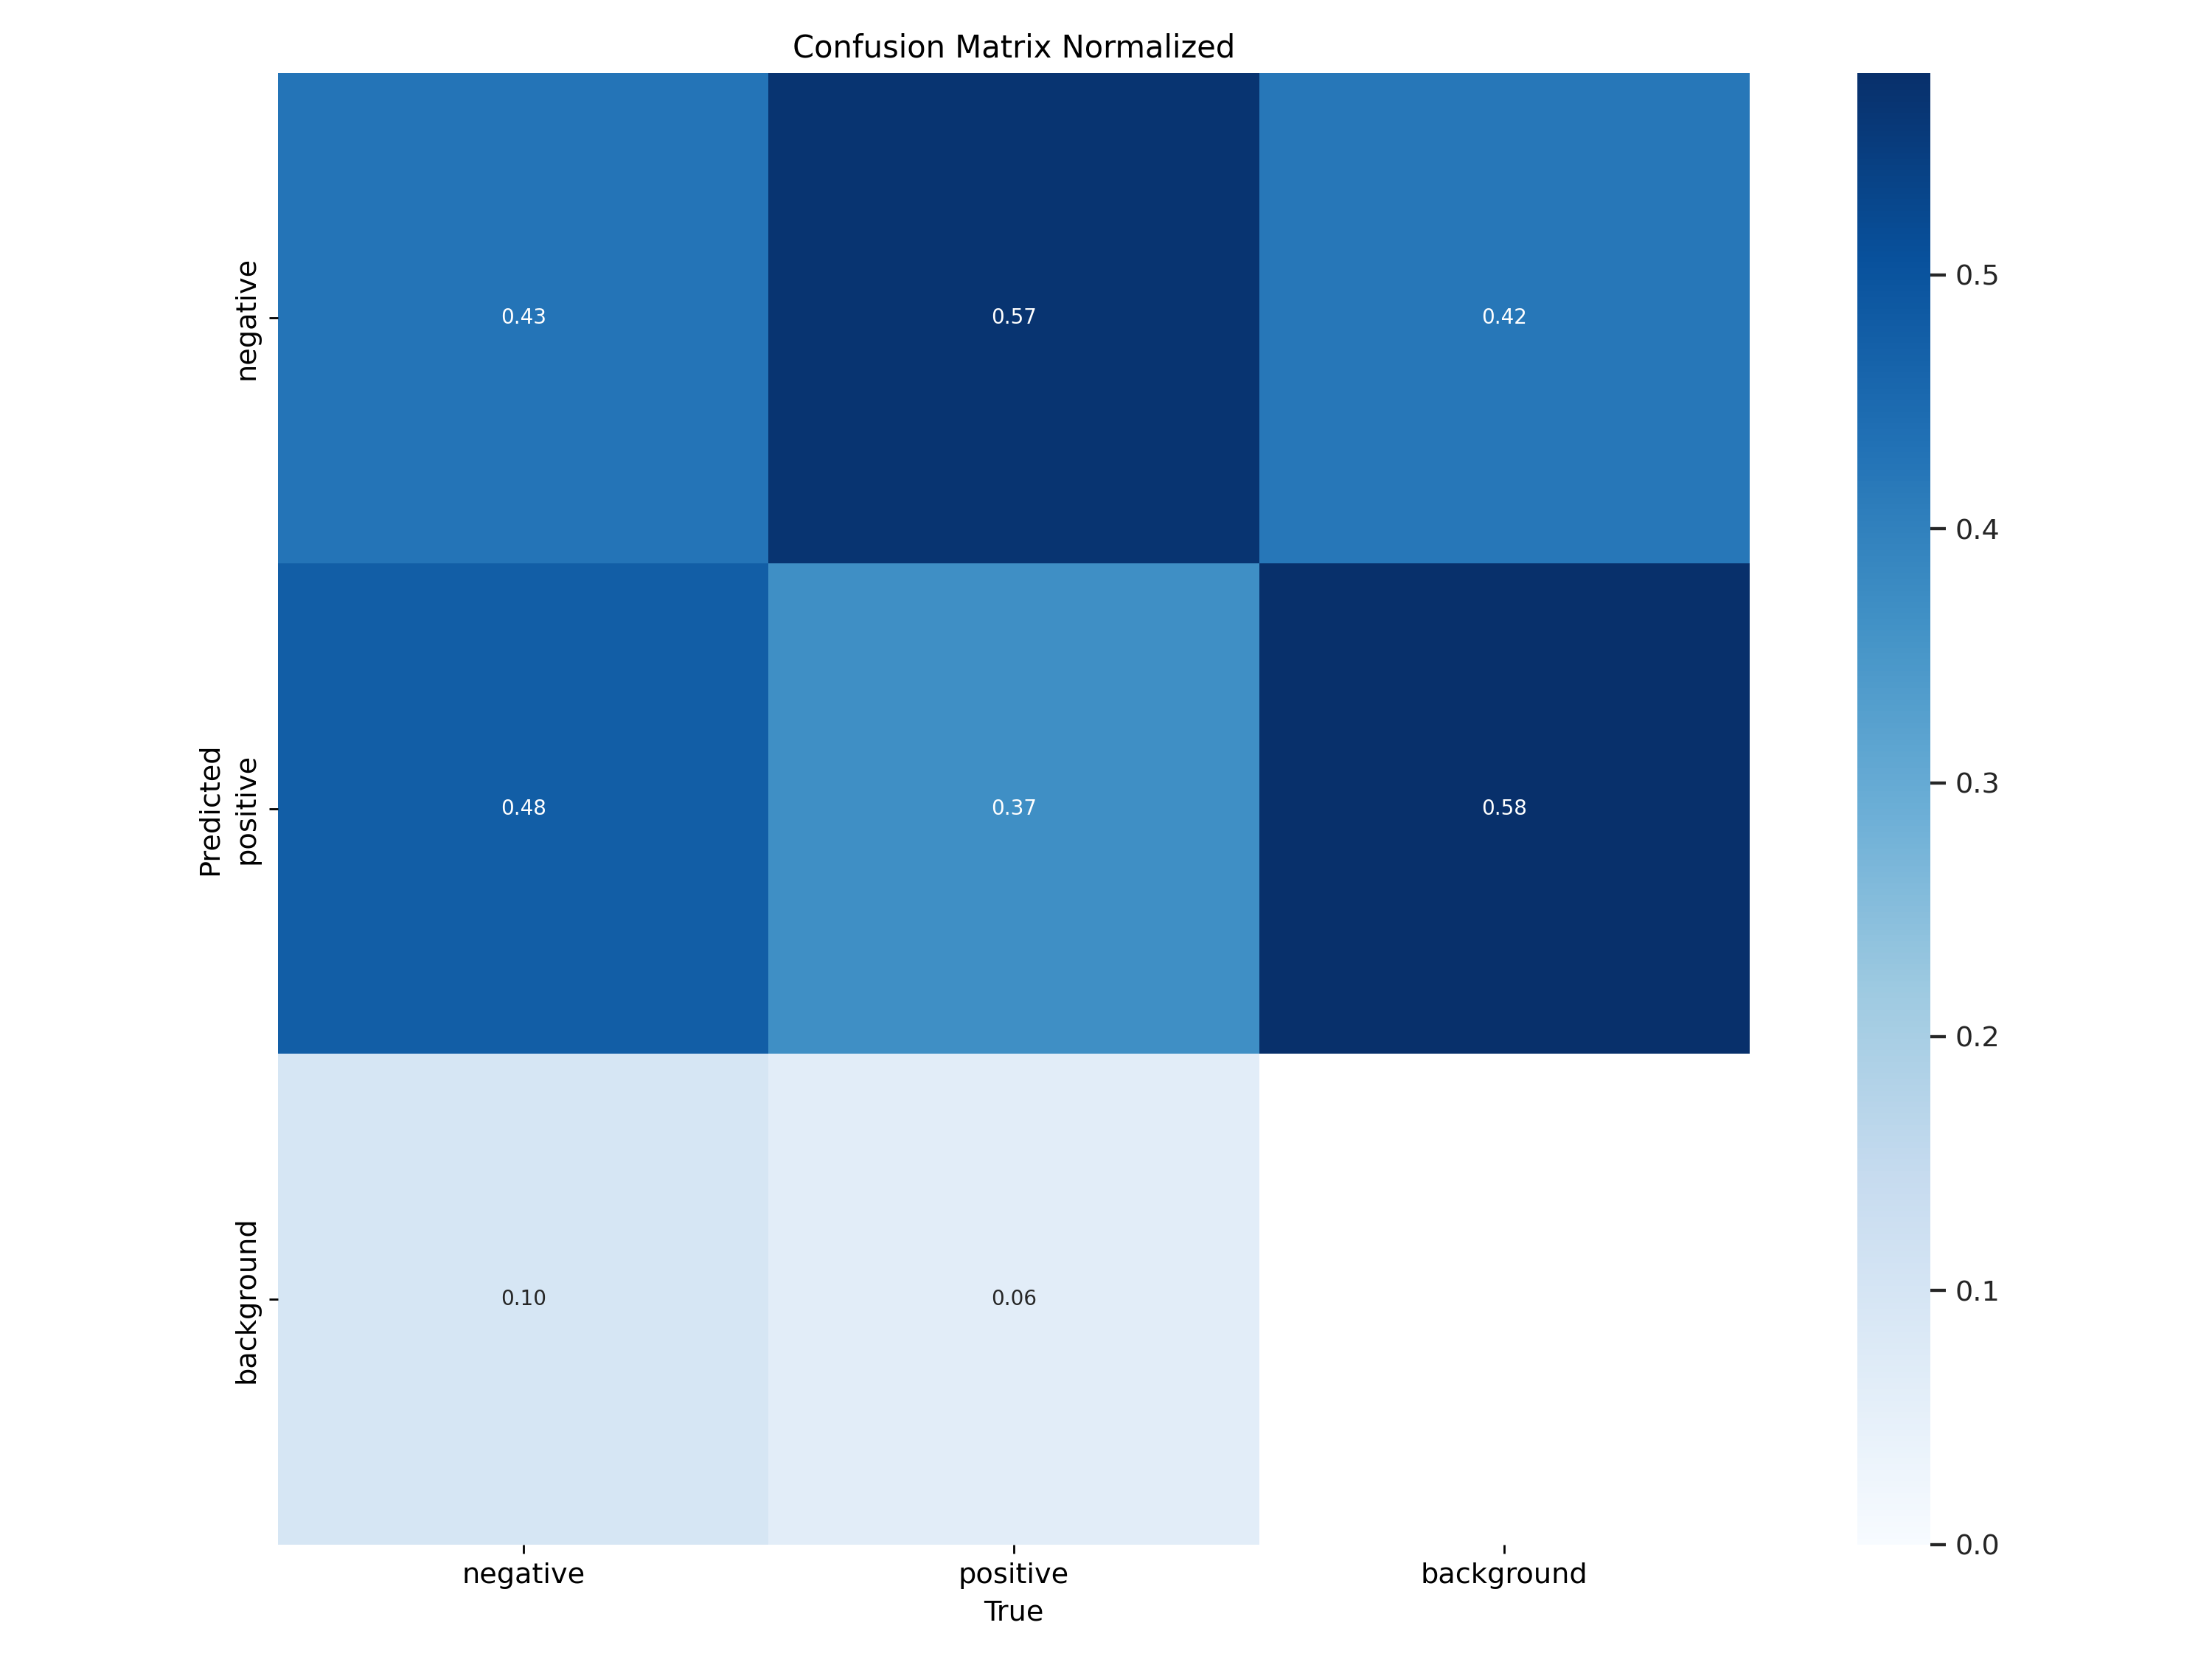 Confusion Matrix Normalized
negative
0.43
0.57
0.42
Predicted
positive
0.48
0.37
0.58
background
0.10
0.06
negative
positive
background
True
0.5
0.4
0.3
0.2
0.1
0.0